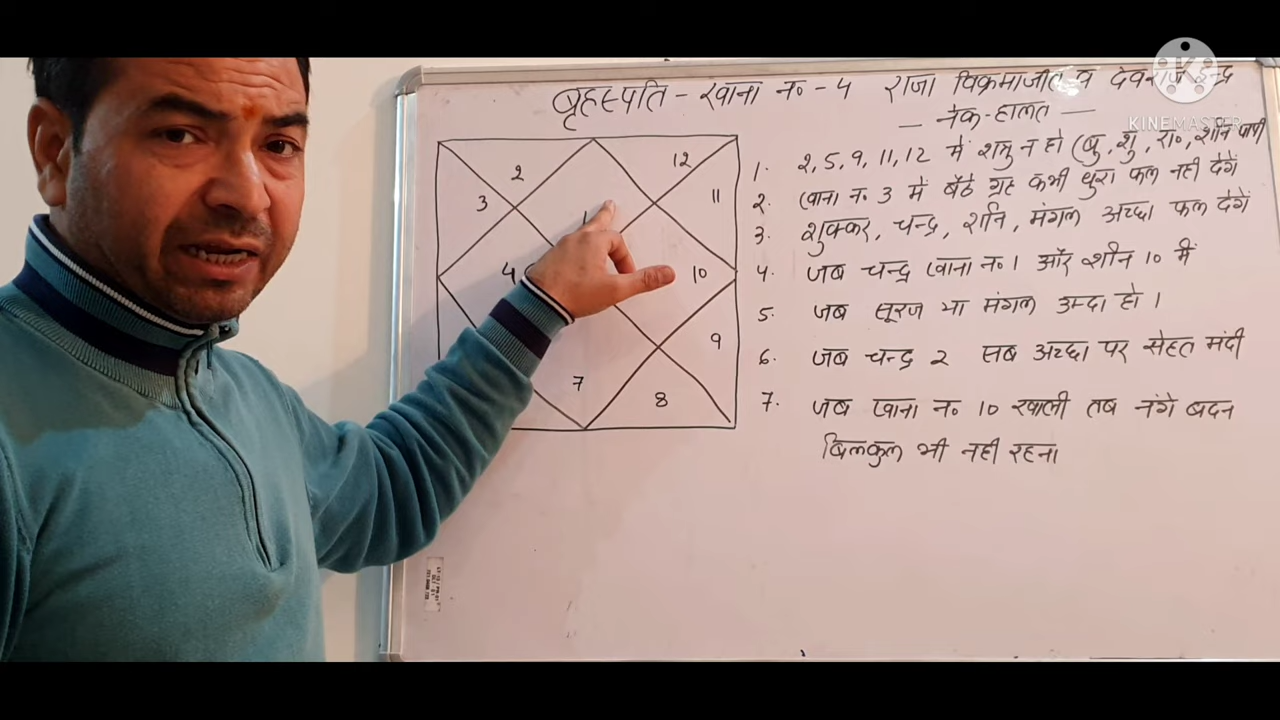 बृहस्पति - खाना न॰ - 4 राजा विक्रमाजीत व देवराज इन्द्र
— नेक-हालत —
1. 2, 5, 9, 11, 12 में शत्रु न हो (बु, शु, रा॰, शनि पापी
2. खाना न॰ 3 में बैठे ग्रह कभी बुरा फल नही देगें
3. शुक्कर, चन्द्र, शनि, मंगल अच्छा फल देगें
4. जब चन्द्र खाना न॰ 1 और शनि 10 में
5. जब सूरज या मंगल उम्दा हो ।
6. जब चन्द्र 2 सब अच्छा पर सेहत मंदी
7. जब खाना न॰ 10 खाली तब नंगे बदन
बिलकुल भी नही रहना
2 12
3 1 11
4 10
9
7 8
KINEMASTER